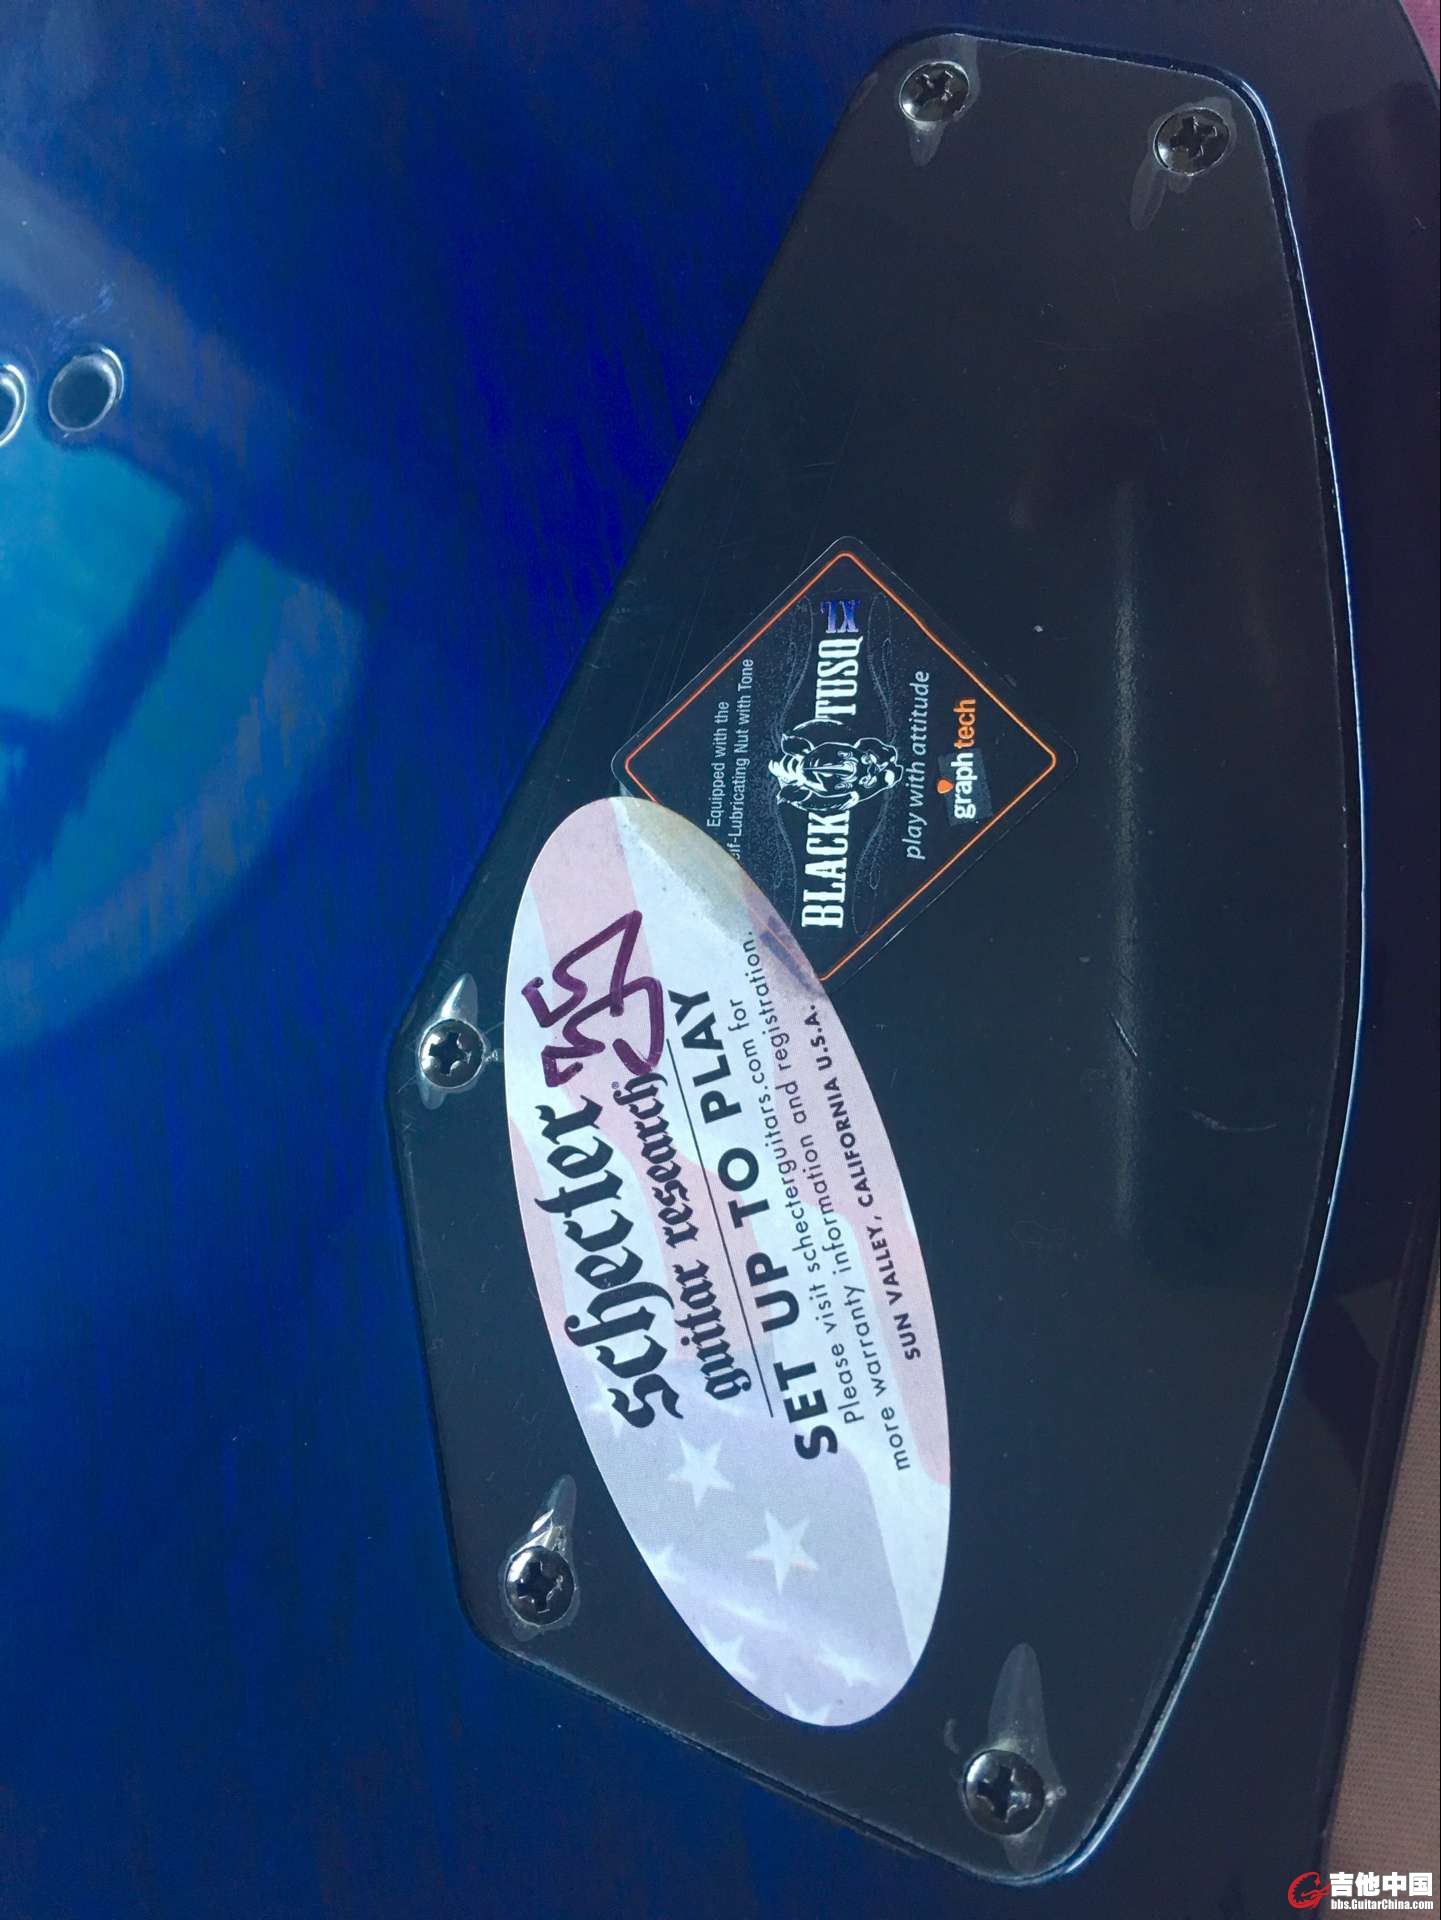 schecter
guitar research®
SET UP TO PLAY
Please visit schecterguitars.com for
more warranty information and registration.
SUN VALLEY, CALIFORNIA U.S.A.
Equipped with the
lf-Lubricating Nut with Tone
BLACK TUSQ XL
play with attitude
graph tech
吉他中国
bbs.GuitarChina.com